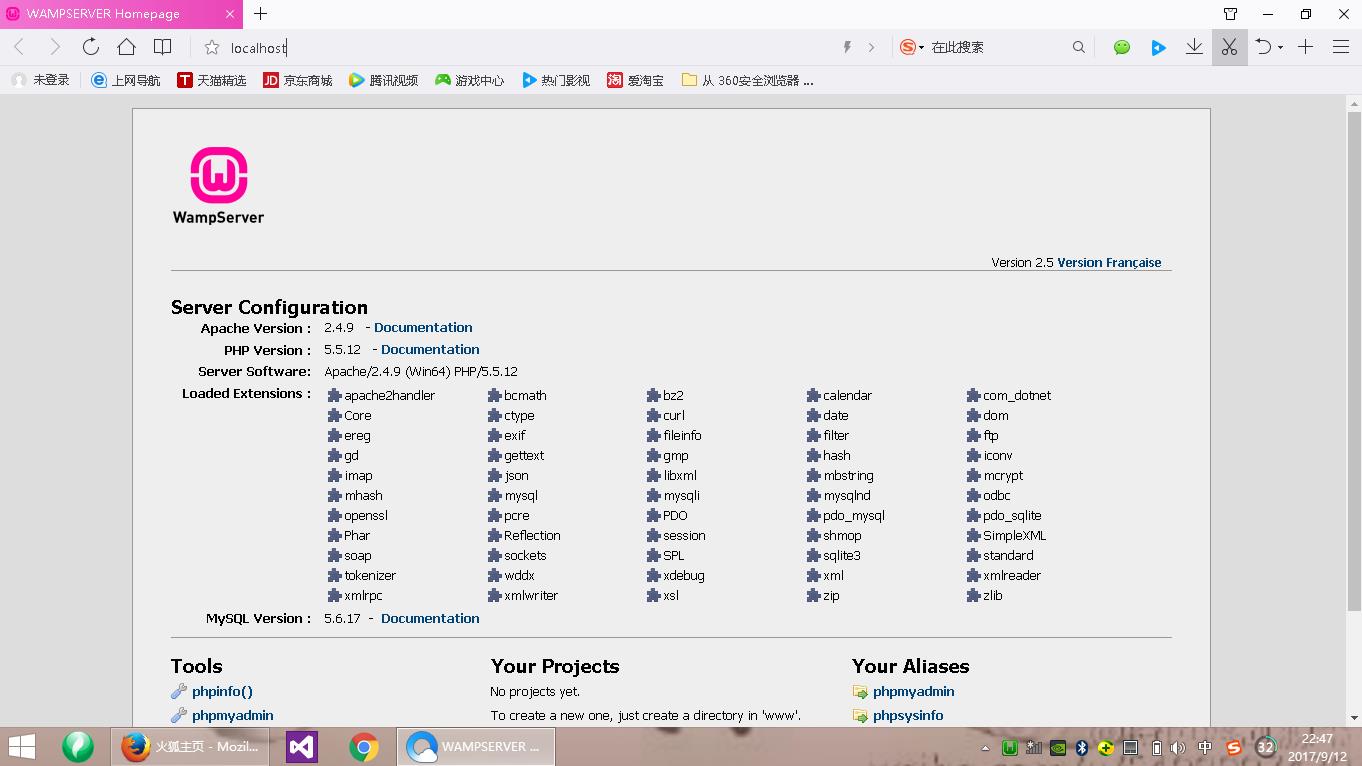 WAMPSERVER Homepage
localhost
在此搜索
未登录 上网导航 天猫精选 京东商城 腾讯视频 游戏中心 热门影视 爱淘宝 从 360安全浏览器 ...
WampServer
Version 2.5 Version Française
Server Configuration
Apache Version : 2.4.9 - Documentation
PHP Version : 5.5.12 - Documentation
Server Software: Apache/2.4.9 (Win64) PHP/5.5.12
Loaded Extensions : apache2handler bcmath bz2 calendar com_dotnet
Core ctype curl date dom
ereg exif fileinfo filter ftp
gd gettext gmp hash iconv
imap json libxml mbstring mcrypt
mhash mysql mysqli mysqlnd odbc
openssl pcre PDO pdo_mysql pdo_sqlite
Phar Reflection session shmop SimpleXML
soap sockets SPL sqlite3 standard
tokenizer wddx xdebug xml xmlreader
xmlrpc xmlwriter xsl zip zlib
MySQL Version : 5.6.17 - Documentation
Tools Your Projects Your Aliases
phpinfo() No projects yet. phpmyadmin
phpmyadmin To create a new one, just create a directory in 'www'. phpsysinfo
火狐主页 - Mozil... WAMPSERVER ... 中 32 22:47
2017/9/12